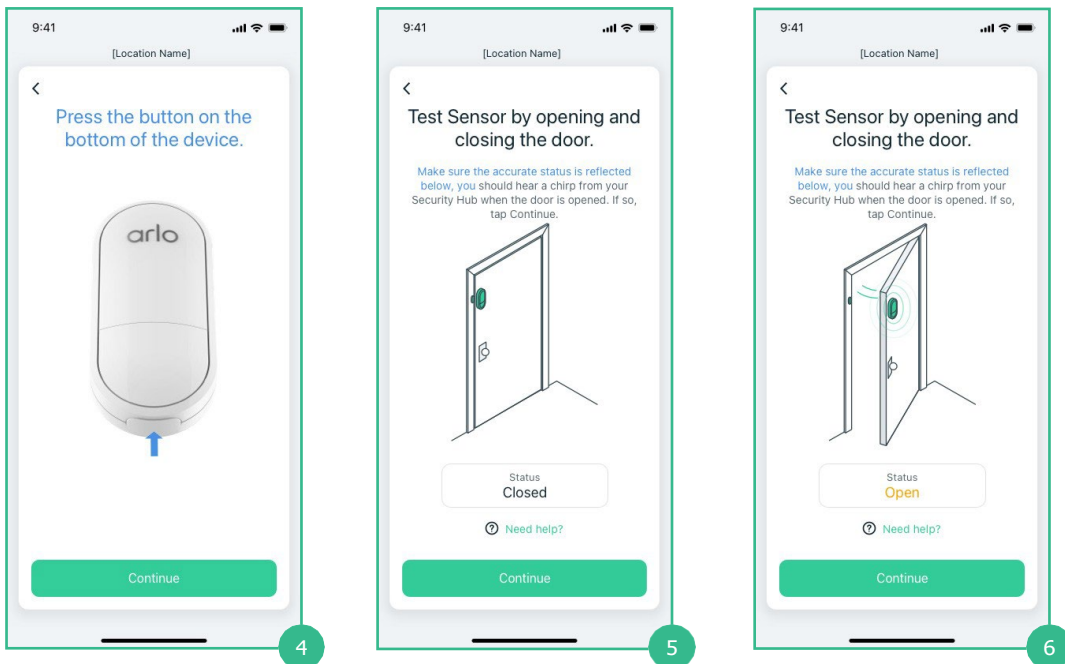 9:41
[Location Name]
Press the button on the
bottom of the device.
arlo
Continue
4
9:41
[Location Name]
Test Sensor by opening and
closing the door.
Make sure the accurate status is reflected
below, you should hear a chirp from your
Security Hub when the door is opened. If so,
tap Continue.
Status
Closed
Need help?
Continue
5
9:41
[Location Name]
Test Sensor by opening and
closing the door.
Make sure the accurate status is reflected
below, you should hear a chirp from your
Security Hub when the door is opened. If so,
tap Continue.
Status
Open
Need help?
Continue
6